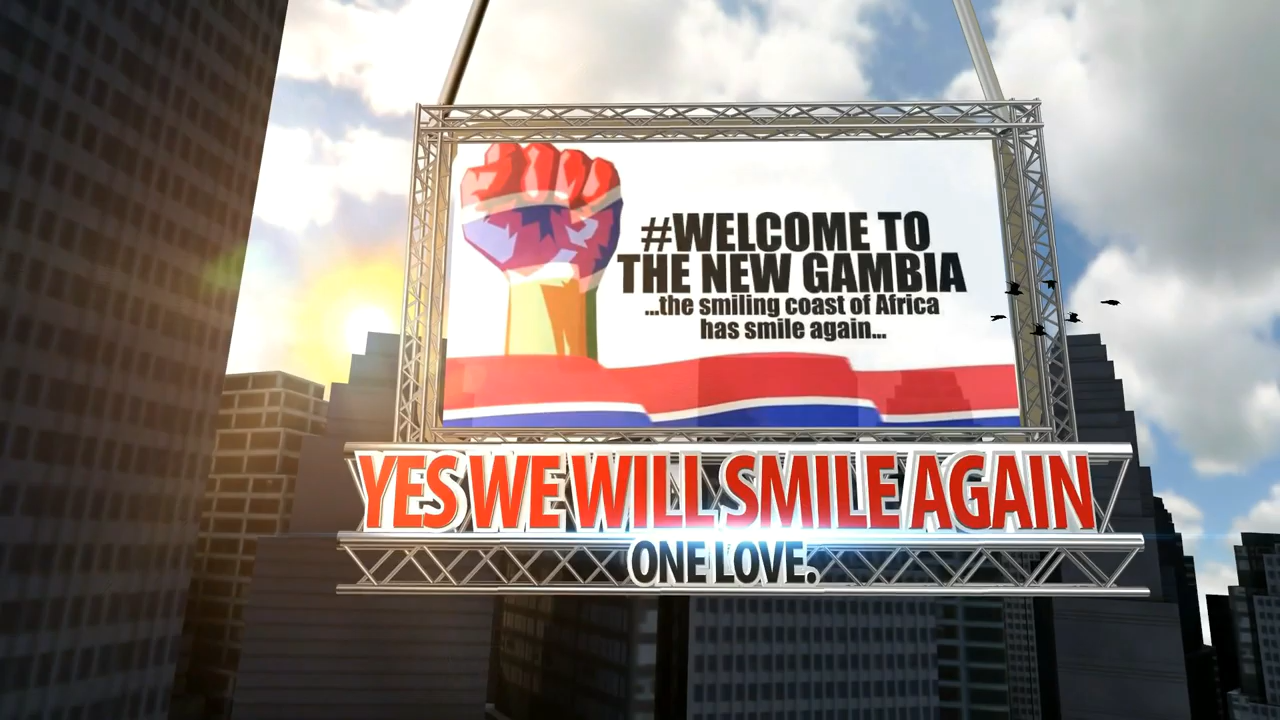 #WELCOME TO
THE NEW GAMBIA
...the smiling coast of Africa
has smile again...
YES WE WILL SMILE AGAIN
ONE LOVE.